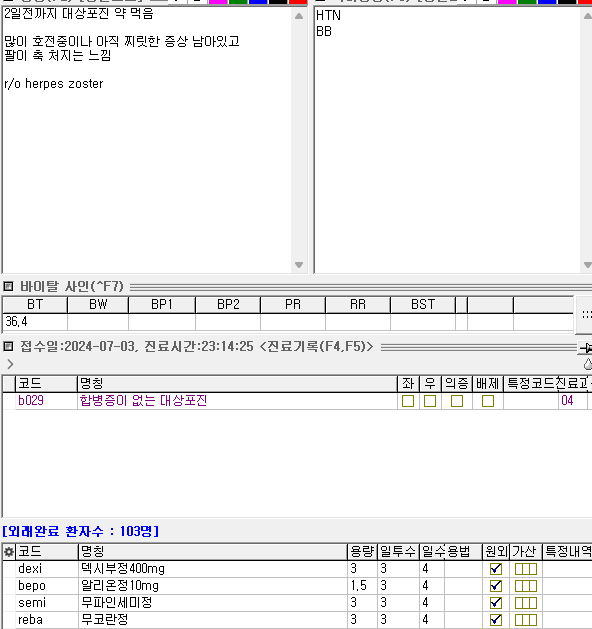 2일전까지 대상포진 약 먹음
많이 호전중이나 아직 찌릿한 증상 남아있고
팔이 축 처지는 느낌
r/o herpes zoster
HTN
BB
바이탈 사인(^F7)
BT BW BP1 BP2 PR RR BST
36.4
접수일:2024-07-03, 진료시간:23:14:25 <진료기록(F4,F5)>
코드 명칭 좌 우 의증 배제 특정코드 진료과
b029 합병증이 없는 대상포진 04
[외래완료 환자수 : 103명]
코드 명칭 용량 일투수 일수 용법 원외 가산 특정내역
dexi 덱시부정400mg 3 3 4
bepo 알리온정10mg 1.5 3 4
semi 무파인세미정 3 3 4
reba 무코란정 3 3 4